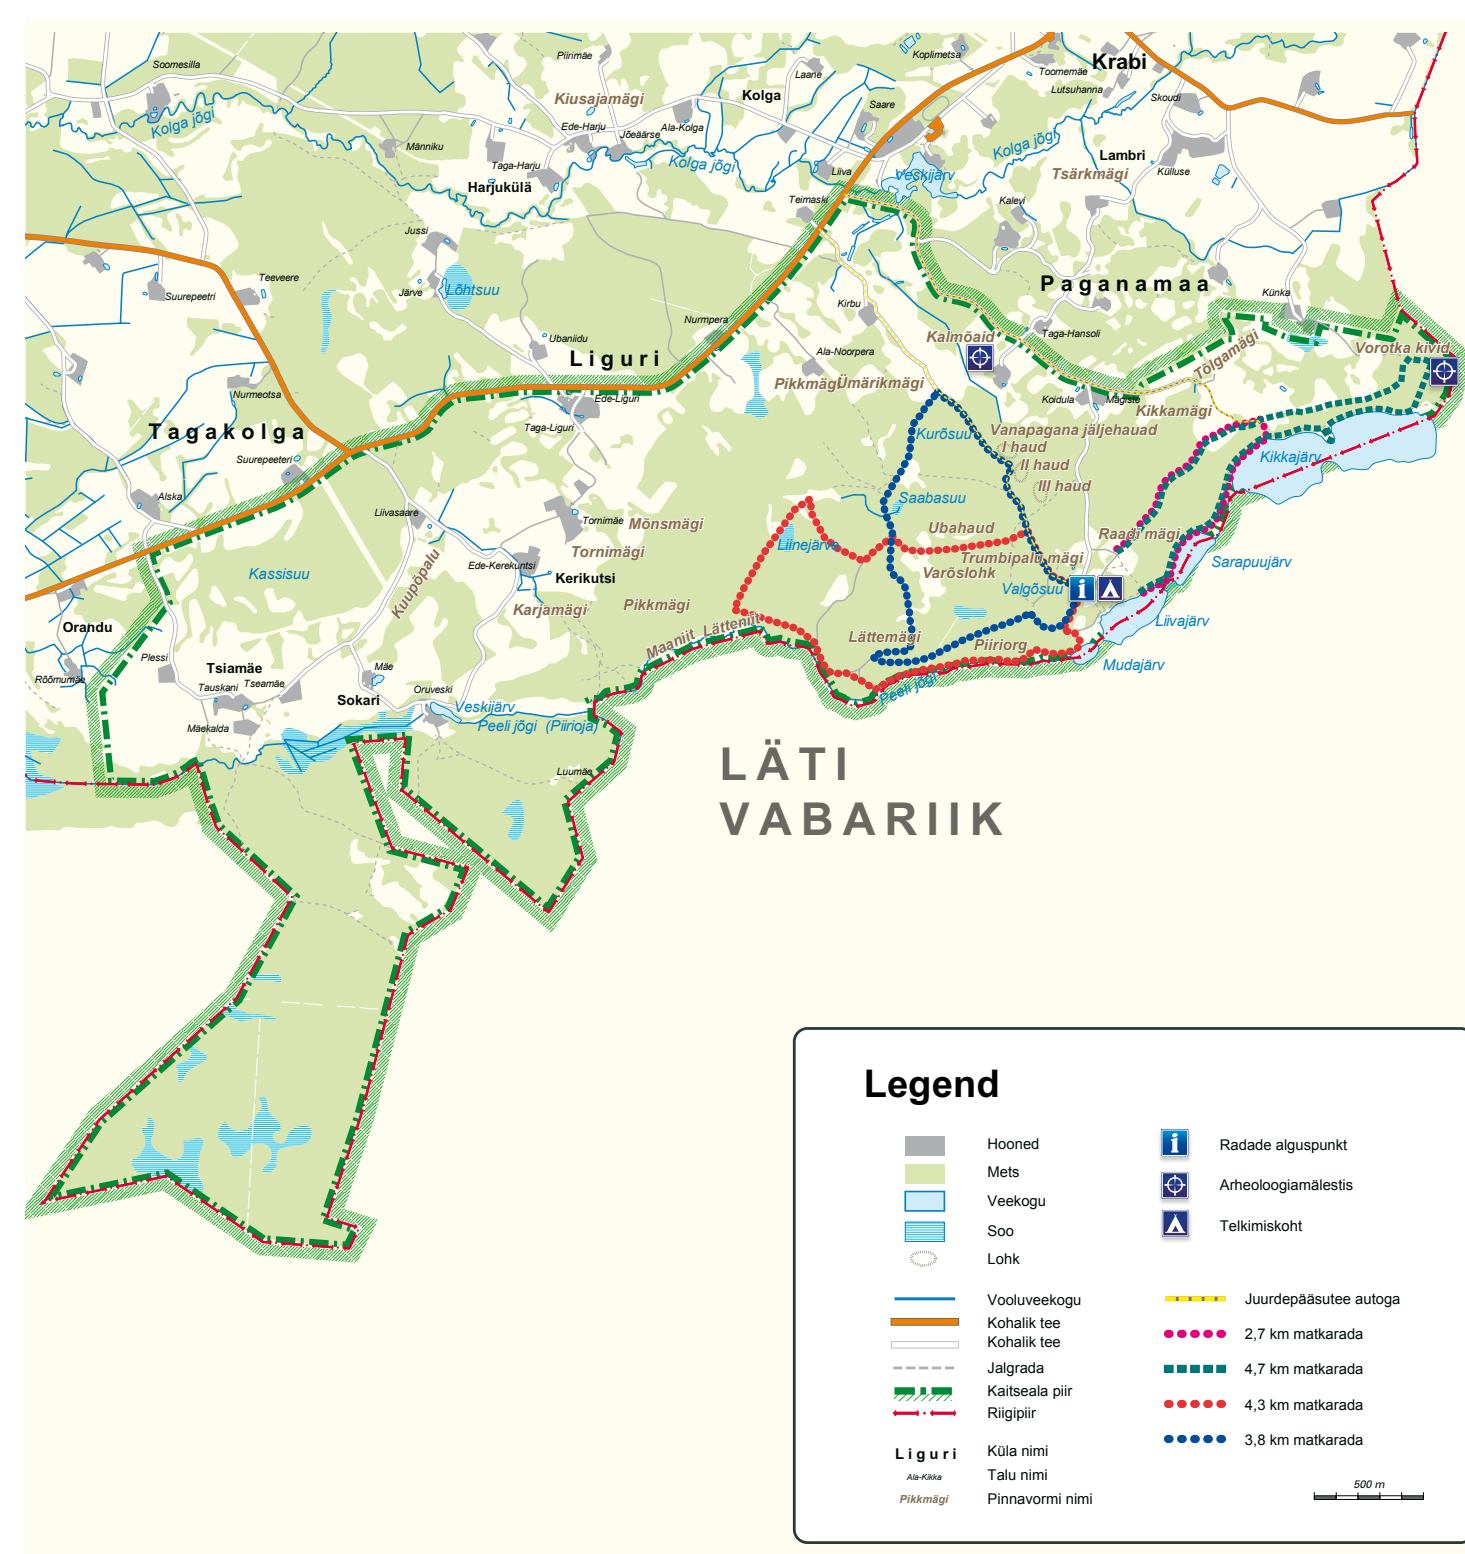 Piirimäe
Koplimetsa
Krabi
Soomesilla
Laane
Toomemäe
Lutsuhanna
Kiusajamägi
Kolga
Saare
Skoudi
Kolga jõgi
Ede-Harju
Jõeäärse
Ala-Kolga
Männiku
Kolga jõgi
Kolga jõgi
Lambri
Taga-Harju
Liiva
Veskijärv
Tsärkmägi
Külluse
Harjukülä
Teimaski
Kalevi
Jussi
Teeveere
Paganamaa
Suurepeetri
Järve
Lõhtsuu
Künka
Kirbu
Nurmpera
Taga-Hansoli
Ubaniidu
Kalmõaid
Vorotka kivid
Liguri
Ala-Noorpera
Tõlgamägi
Pikkmägi
Ümärikmägi
Nurmeotsa
Ede-Liguri
Koidula
Mägisto
Kikkamägi
Taga-Liguri
Tagakolga
Kurõsuu
Vanapagana jäljehauad
I haud
Suurepeeteri
II haud
Kikkajärv
III haud
Alska
Saabasuu
Liivasaare
Tornimäe
Mõnsmägi
Ubahaud
Raadi mägi
Tornimägi
Liinejärve
Trumbipalu mägi
Sarapuujärv
Kassisuu
Kuupõpalu
Ede-Kerekuntsi
Kerikutsi
Varõslohk
Valgõsuu
Karjamägi
Pikkmägi
Liivajärv
Orandu
Maaniit
Lätteniit
Lättemägi
Piiriorg
Plessi
Mudajärv
Tsiamäe
Mäe
Rõõmumäe
Tauskani
Tseamäe
Oruveski
Sokari
Peeli jõgi
Veskijärv
Mäekalda
Peeli jõgi (Piirioja)
LÄTI
VABARIIK
Luumäe
Legend
Hooned
Mets
Veekogu
Soo
Lohk
Vooluveekogu
Kohalik tee
Kohalik tee
Jalgrada
Kaitseala piir
Riigipiir
Liguri Küla nimi
Ala-Kikka Talu nimi
Pikkmägi Pinnavormi nimi
Radade alguspunkt
Arheoloogiamälestis
Telkimiskoht
Juurdepääsutee autoga
2,7 km matkarada
4,7 km matkarada
4,3 km matkarada
3,8 km matkarada
500 m